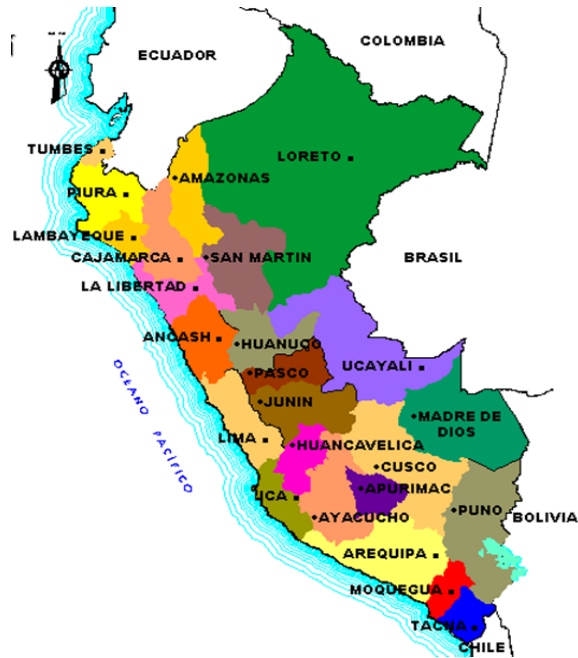 COLOMBIA
ECUADOR
TUMBES
LORETO
AMAZONAS
PIURA
LAMBAYEQUE
CAJAMARCA
SAN MARTIN
BRASIL
LA LIBERTAD
ANCASH
HUANUCO
UCAYALI
PASCO
JUNIN
OCEANO PACÍFICO
MADRE DE
DIOS
LIMA
HUANCAVELICA
CUSCO
APURIMAC
ICA
AYACUCHO
PUNO
BOLIVIA
AREQUIPA
MOQUEGUA
TACNA
CHILE